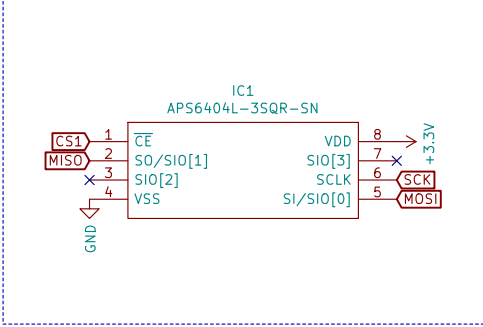 IC1
APS6404L-3SQR-SN
CS1 1 CE VDD 8 +3.3V
MISO 2 SO/SIO[1] SIO[3] 7
3 SIO[2] SCLK 6 SCK
4 VSS SI/SIO[0] 5 MOSI
GND